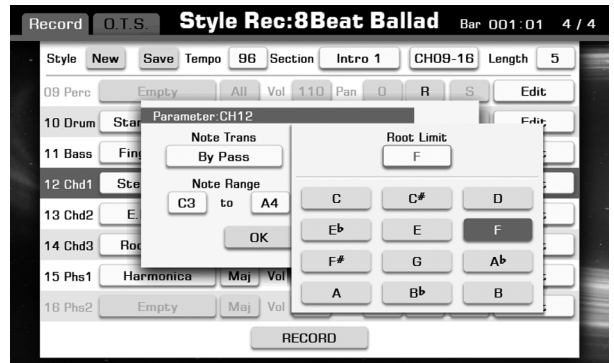 Record O.T.S. Style Rec:8Beat Ballad Bar 001:01 4/4
Style New Save Tempo 96 Section Intro 1 CH09-16 Length 5
09 Perc Empty All Vol 110 Pan 0 R S Edit
10 Drum Edit
Parameter:CH12
11 Bass
12 Chd1
13 Chd2
14 Chd3
Note Trans
By Pass
Note Range
C3 to A4
OK
Root Limit
F
C C# D
E♭ E F
F# G A♭
A B♭ B
15 Phs1 Harmonica Maj Vol
16 Phs2 Empty Maj Vol
RECORD